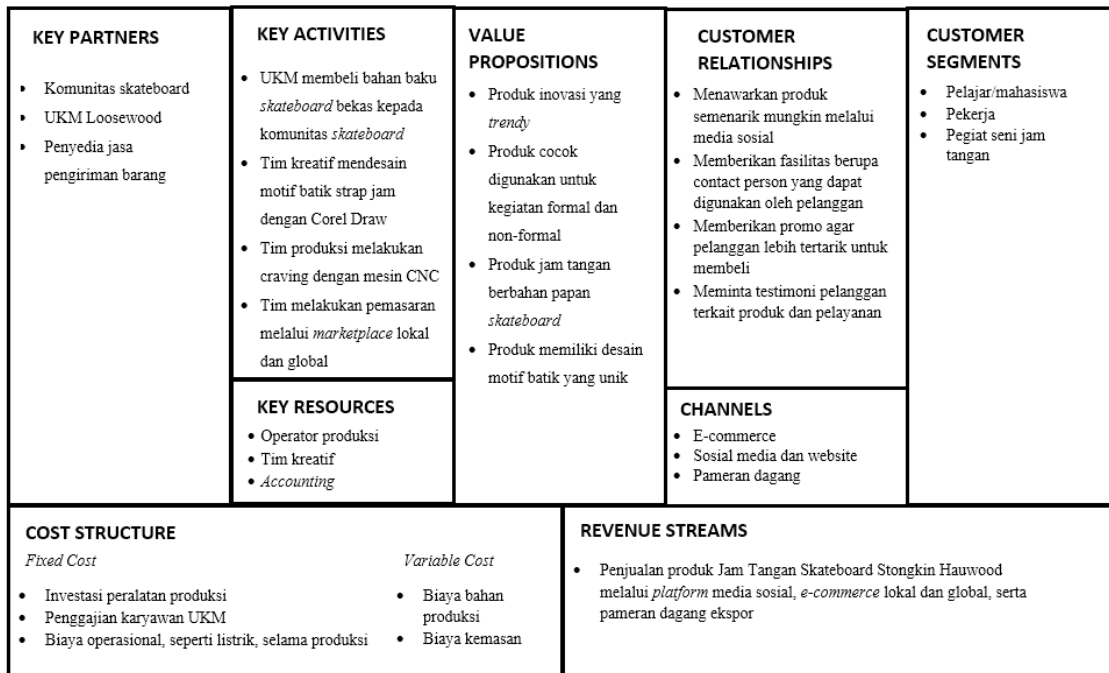 KEY PARTNERS
• Komunitas skateboard
• UKM Loosewood
• Penyedia jasa
pengiriman barang
KEY ACTIVITIES
• UKM membeli bahan baku
skateboard bekas kepada
komunitas skateboard
• Tim kreatif mendesain
motif batik strap jam
dengan Corel Draw
• Tim produksi melakukan
craving dengan mesin CNC
• Tim melakukan pemasaran
melalui marketplace lokal
dan global
KEY RESOURCES
• Operator produksi
• Tim kreatif
• Accounting
VALUE
PROPOSITIONS
• Produk inovasi yang
trendy
• Produk cocok
digunakan untuk
kegiatan formal dan
non-formal
• Produk jam tangan
berbahan papan
skateboard
• Produk memiliki desain
motif batik yang unik
CUSTOMER
RELATIONSHIPS
• Menawarkan produk
semenarik mungkin melalui
media sosial
• Memberikan fasilitas berupa
contact person yang dapat
digunakan oleh pelanggan
• Memberikan promo agar
pelanggan lebih tertarik untuk
membeli
• Meminta testimoni pelanggan
terkait produk dan pelayanan
CHANNELS
• E-commerce
• Sosial media dan website
• Pameran dagang
CUSTOMER
SEGMENTS
• Pelajar/mahasiswa
• Pekerja
• Pegiat seni jam
tangan
COST STRUCTURE
Fixed Cost
• Investasi peralatan produksi
• Penggajian karyawan UKM
• Biaya operasional, seperti listrik, selama produksi
Variable Cost
• Biaya bahan
produksi
• Biaya kemasan
REVENUE STREAMS
• Penjualan produk Jam Tangan Skateboard Stongkin Hauwood
melalui platform media sosial, e-commerce lokal dan global, serta
pameran dagang ekspor